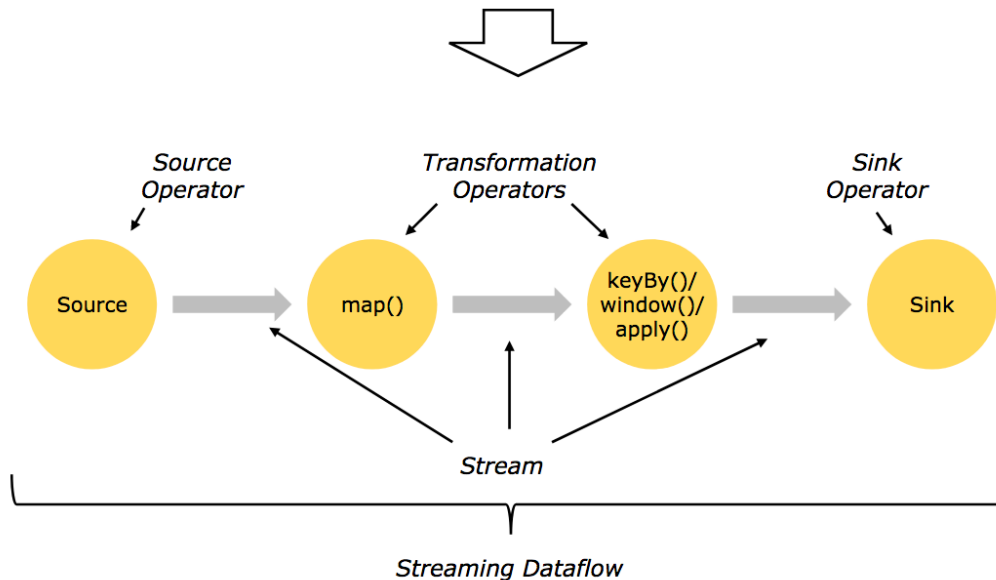 Source
Operator
Transformation
Operators
Sink
Operator
Source
map()
keyBy()/
window()/
apply()
Sink
Stream
Streaming Dataflow